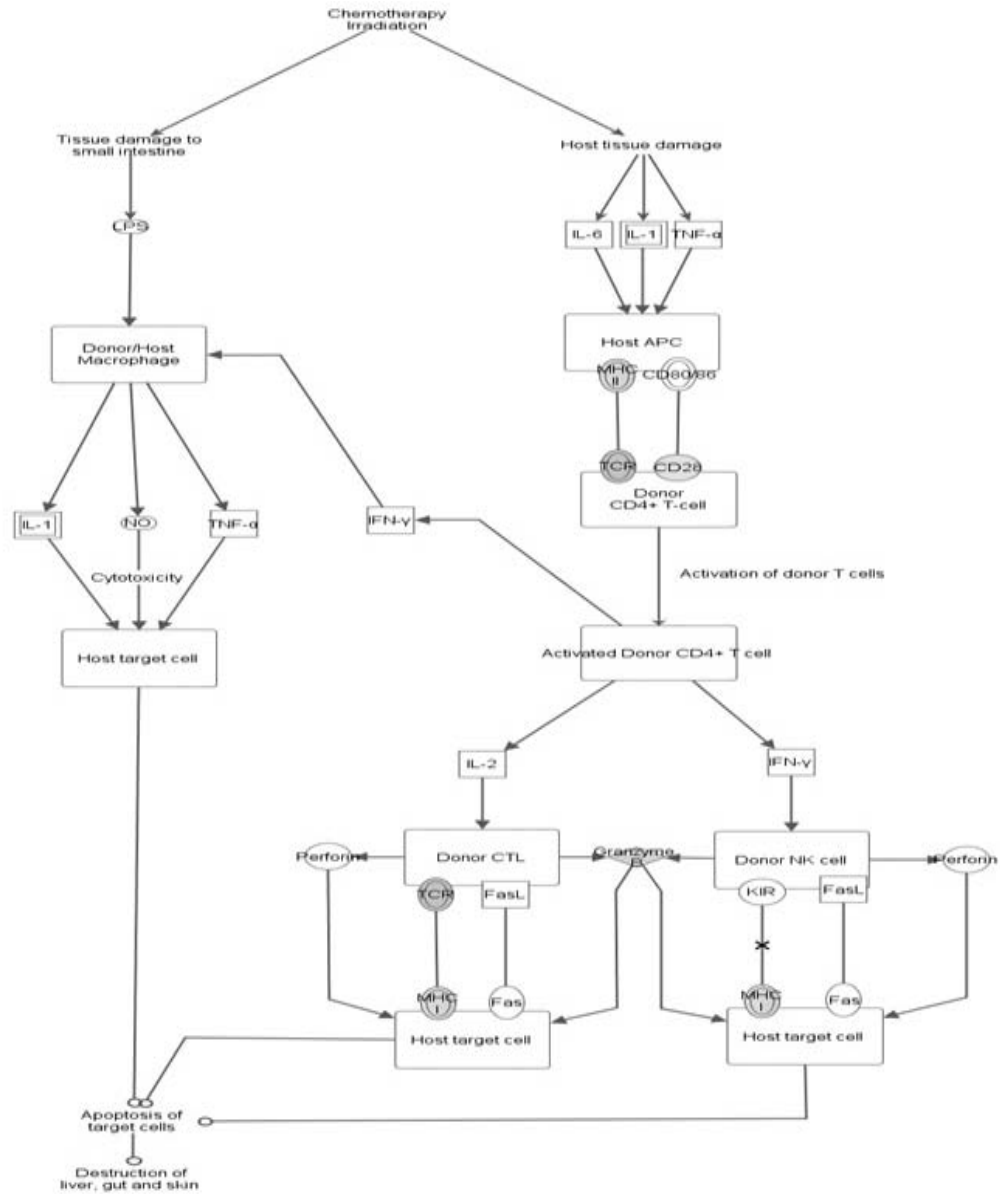 Chemotherapy
Irradiation
Tissue damage to
small intestine
Host tissue damage
LPS
IL-6
IL-1
TNF-α
Donor/Host
Macrophage
Host APC
MHC
II
CD80/86
TCR
CD28
Donor
CD4+ T-cell
IL-1
NO
TNF-α
IFN-γ
Cytotoxicity
Activation of donor T cells
Host target cell
Activated Donor CD4+ T cell
IL-2
IFN-γ
Perforin
Donor CTL
Granzyme
B
Donor NK cell
Perforin
TCR
FasL
KIR
FasL
MHC
I
Fas
MHC
I
Fas
Host target cell
Host target cell
Apoptosis of
target cells
Destruction of
liver, gut and skin